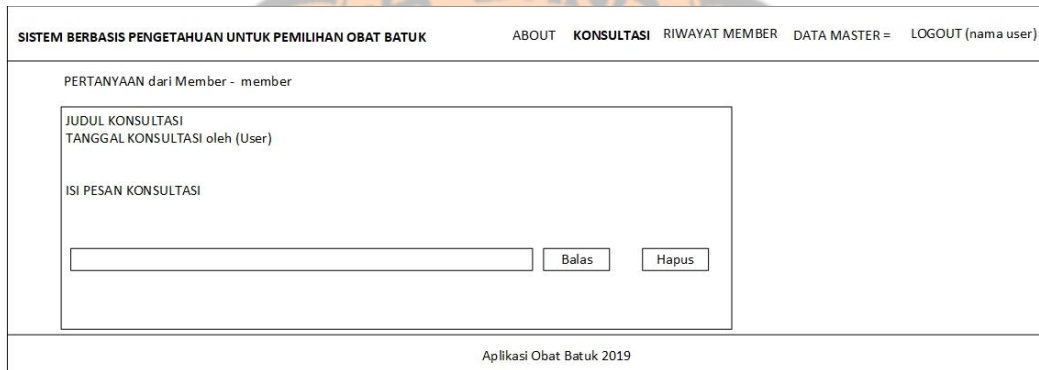 SISTEM BERBASIS PENGETAHUAN UNTUK PEMILIHAN OBAT BATUK ABOUT KONSULTASI RIWAYAT MEMBER DATA MASTER = LOGOUT (nama user)
PERTANYAAN dari Member - member
JUDUL KONSULTASI
TANGGAL KONSULTASI oleh (User)
ISI PESAN KONSULTASI
Balas Hapus
Aplikasi Obat Batuk 2019